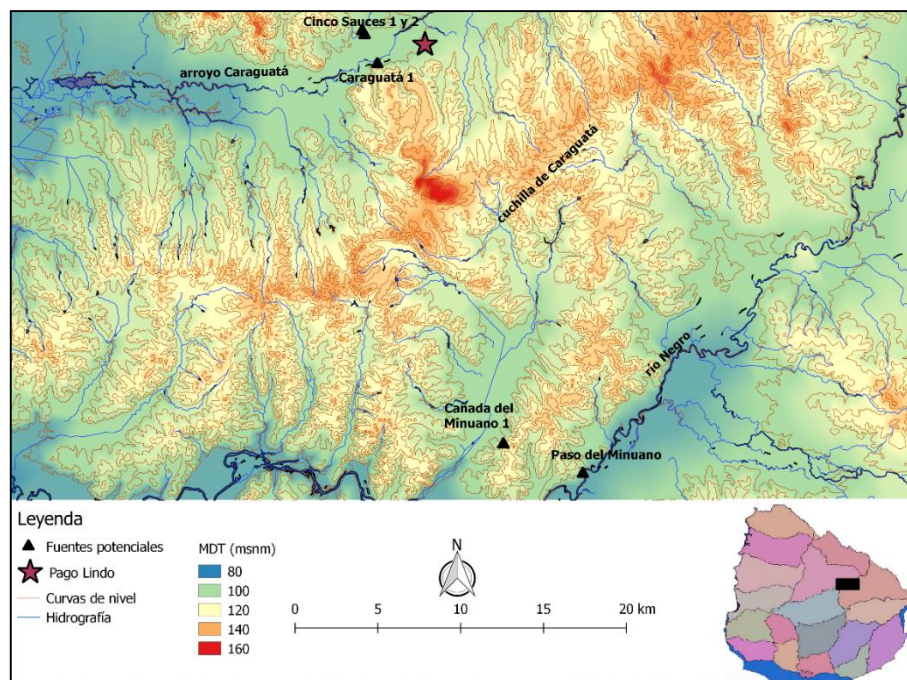 Cinco Sauces 1 y 2
arroyo Caraguatá
Caraguatá 1
cuchilla de Caraguatá
río Negro
Cañada del
Minuano 1
Paso del Minuano
Leyenda
Fuentes potenciales
Pago Lindo
Curvas de nivel
Hidrografía
MDT (msnm)
80
100
120
140
160
N
0 5 10 15 20 km